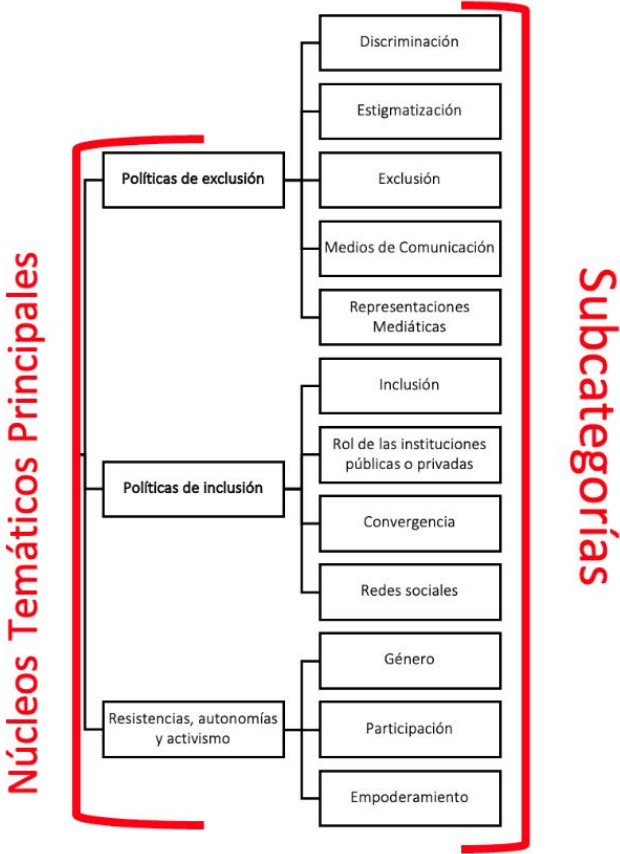 Núcleos Temáticos Principales
Políticas de exclusión
Discriminación
Estigmatización
Exclusión
Medios de Comunicación
Representaciones
Mediáticas
Políticas de inclusión
Inclusión
Rol de las instituciones
públicas o privadas
Convergencia
Redes sociales
Resistencias, autonomías
y activismo
Género
Participación
Empoderamiento
Subcategorías